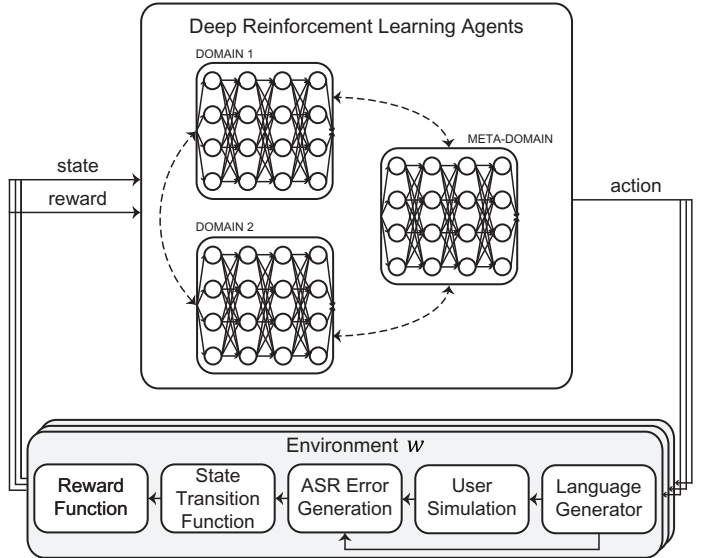 Deep Reinforcement Learning Agents
DOMAIN 1
META-DOMAIN
state
reward
action
DOMAIN 2
Environment w
Reward
Function
State
Transition
Function
ASR Error
Generation
User
Simulation
Language
Generator